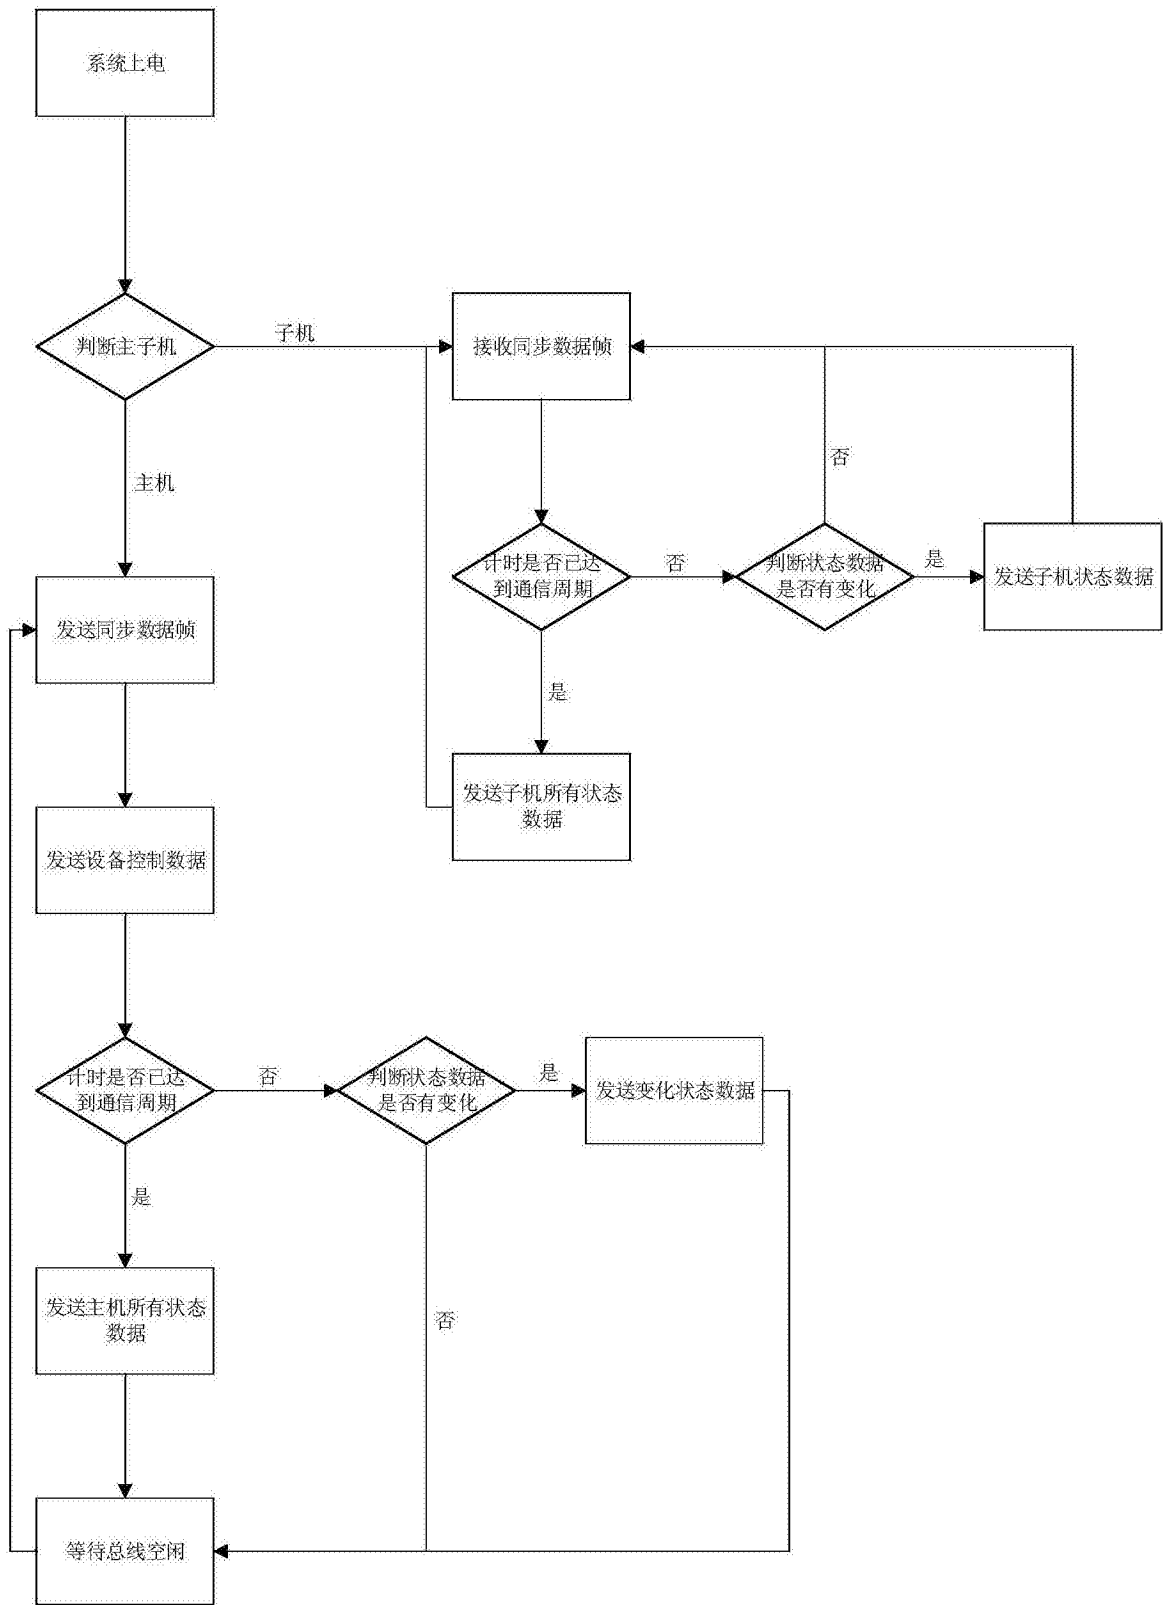 系统上电
判断主子机
子机
接收同步数据帧
主机
否
计时是否已达
到通信周期
否
判断状态数据
是否有变化
是
发送子机状态数据
发送同步数据帧
是
发送子机所有状态
数据
发送设备控制数据
计时是否已达
到通信周期
否
判断状态数据
是否有变化
是
发送变化状态数据
是
发送主机所有状态
数据
否
等待总线空闲